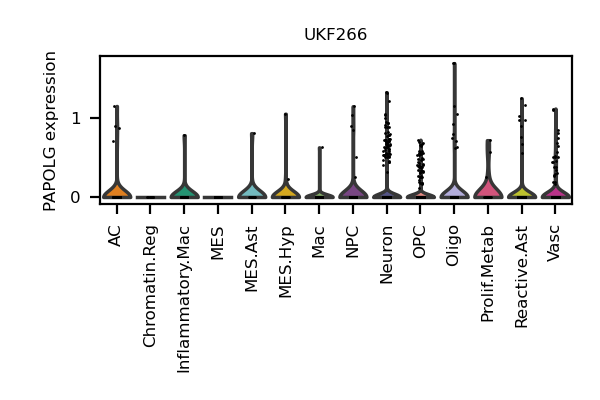 UKF266
PAPOLG expression
1
0
AC
Chromatin.Reg
Inflammatory.Mac
MES
MES.Ast
MES.Hyp
Mac
NPC
Neuron
OPC
Oligo
Prolif.Metab
Reactive.Ast
Vasc